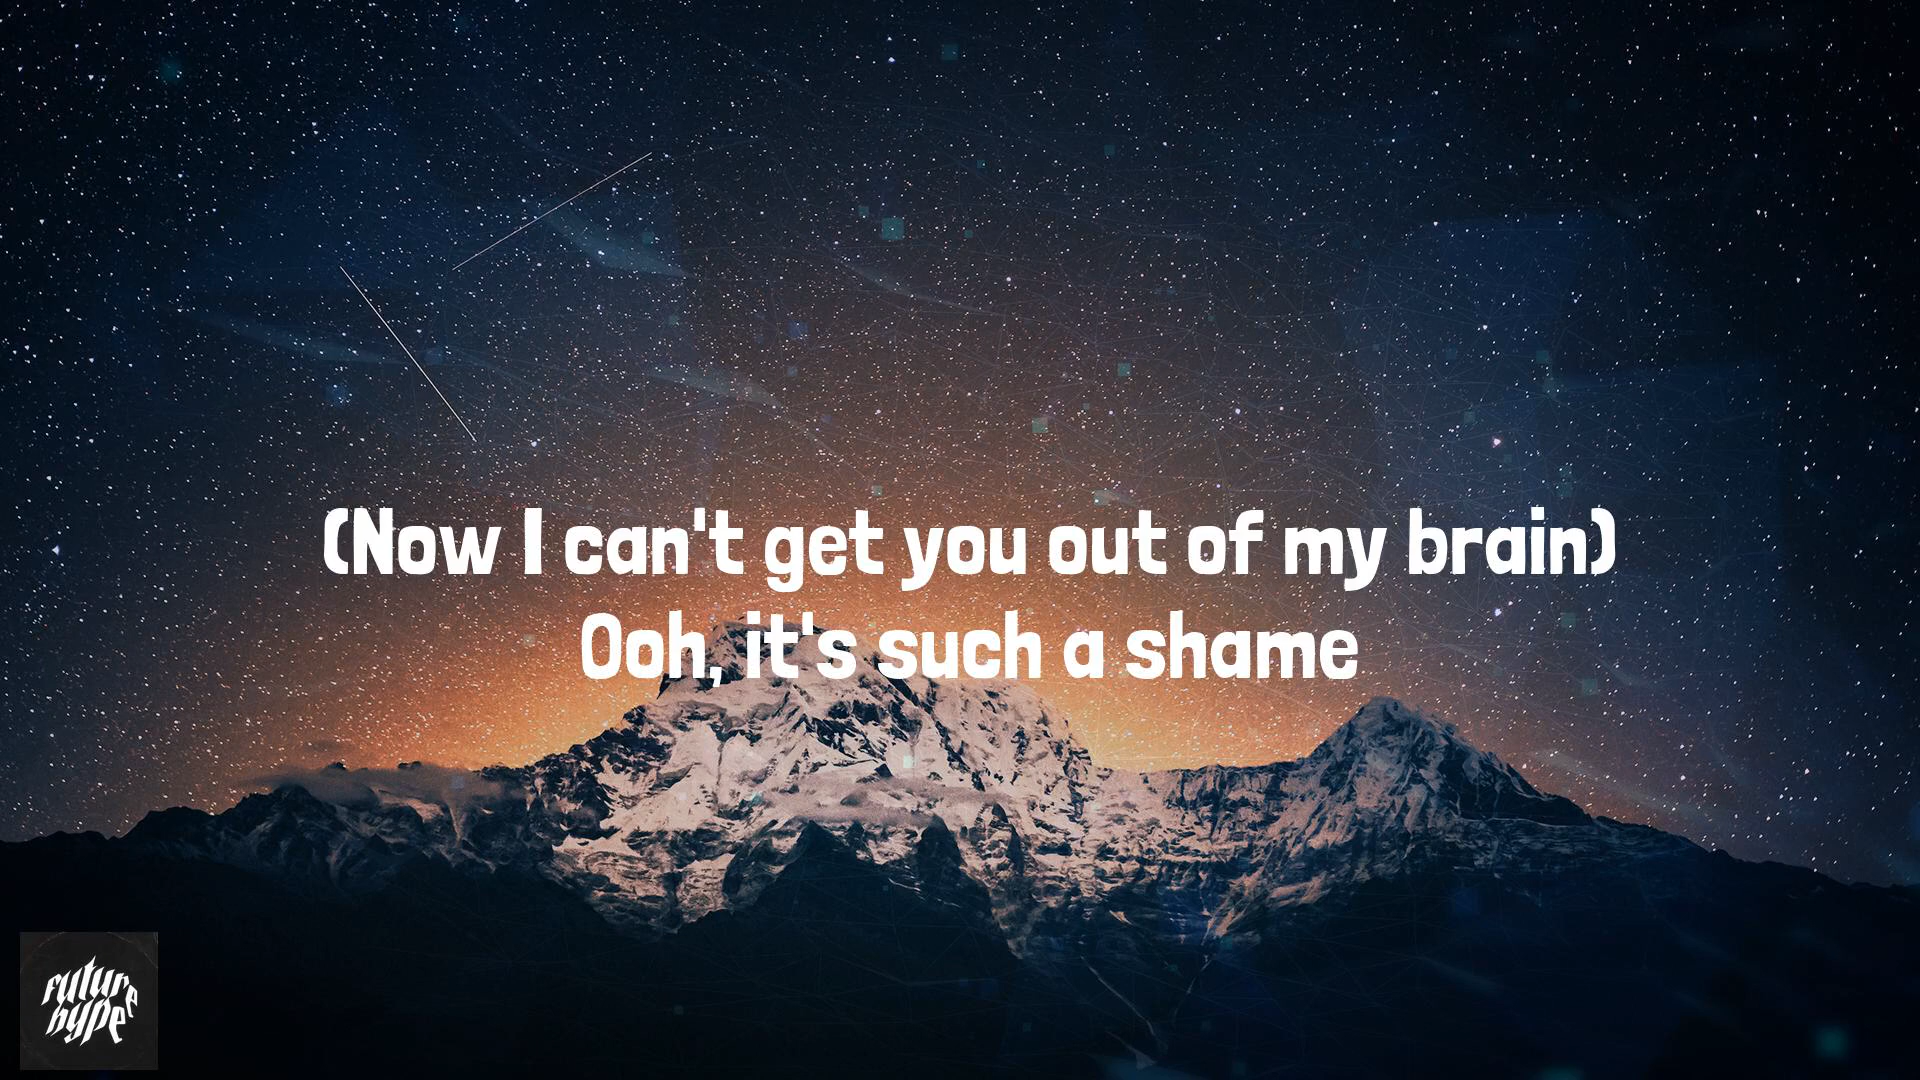 (Now I can't get you out of my brain)
Ooh, it's such a shame
future
hype